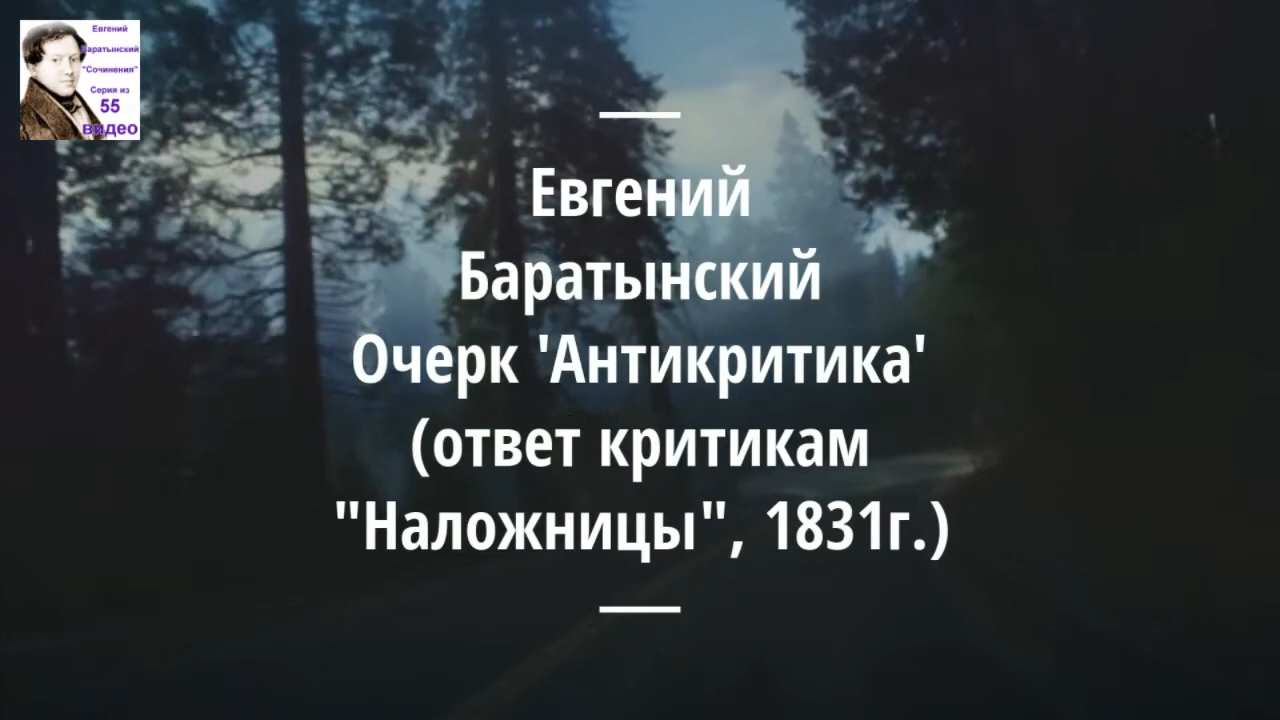 Евгений
Баратынский
"Сочинения"
Серия из
55
видео
Евгений
Баратынский
Очерк 'Антикритика'
(ответ критикам
"Наложницы", 1831г.)